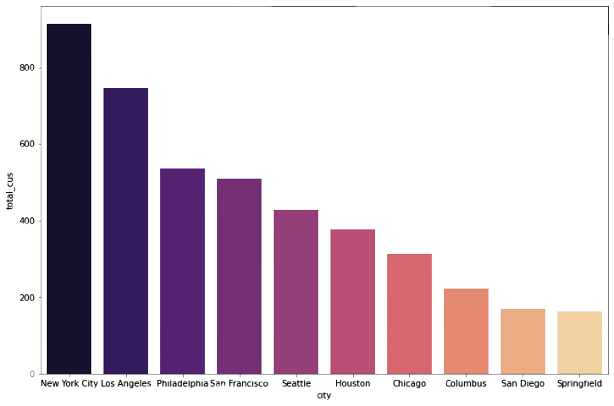 total_cus
800
600
400
200
0
New York City Los Angeles Philadelphia San Francisco Seattle Houston Chicago Columbus San Diego Springfield
city